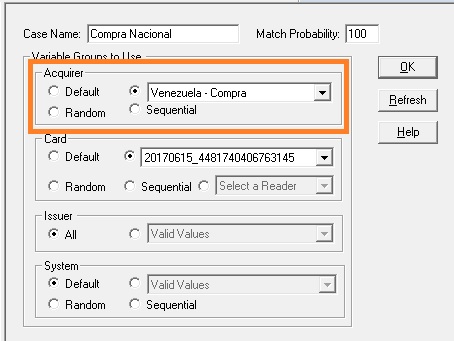 Case Name: Compra Nacional Match Probability: 100
Variable Groups to Use
Acquirer
Default Venezuela - Compra
Random Sequential
Card
Default 20170615_4481740406763145
Random Sequential Select a Reader
Issuer
All Valid Values
System
Default Valid Values
Random Sequential
OK
Refresh
Help